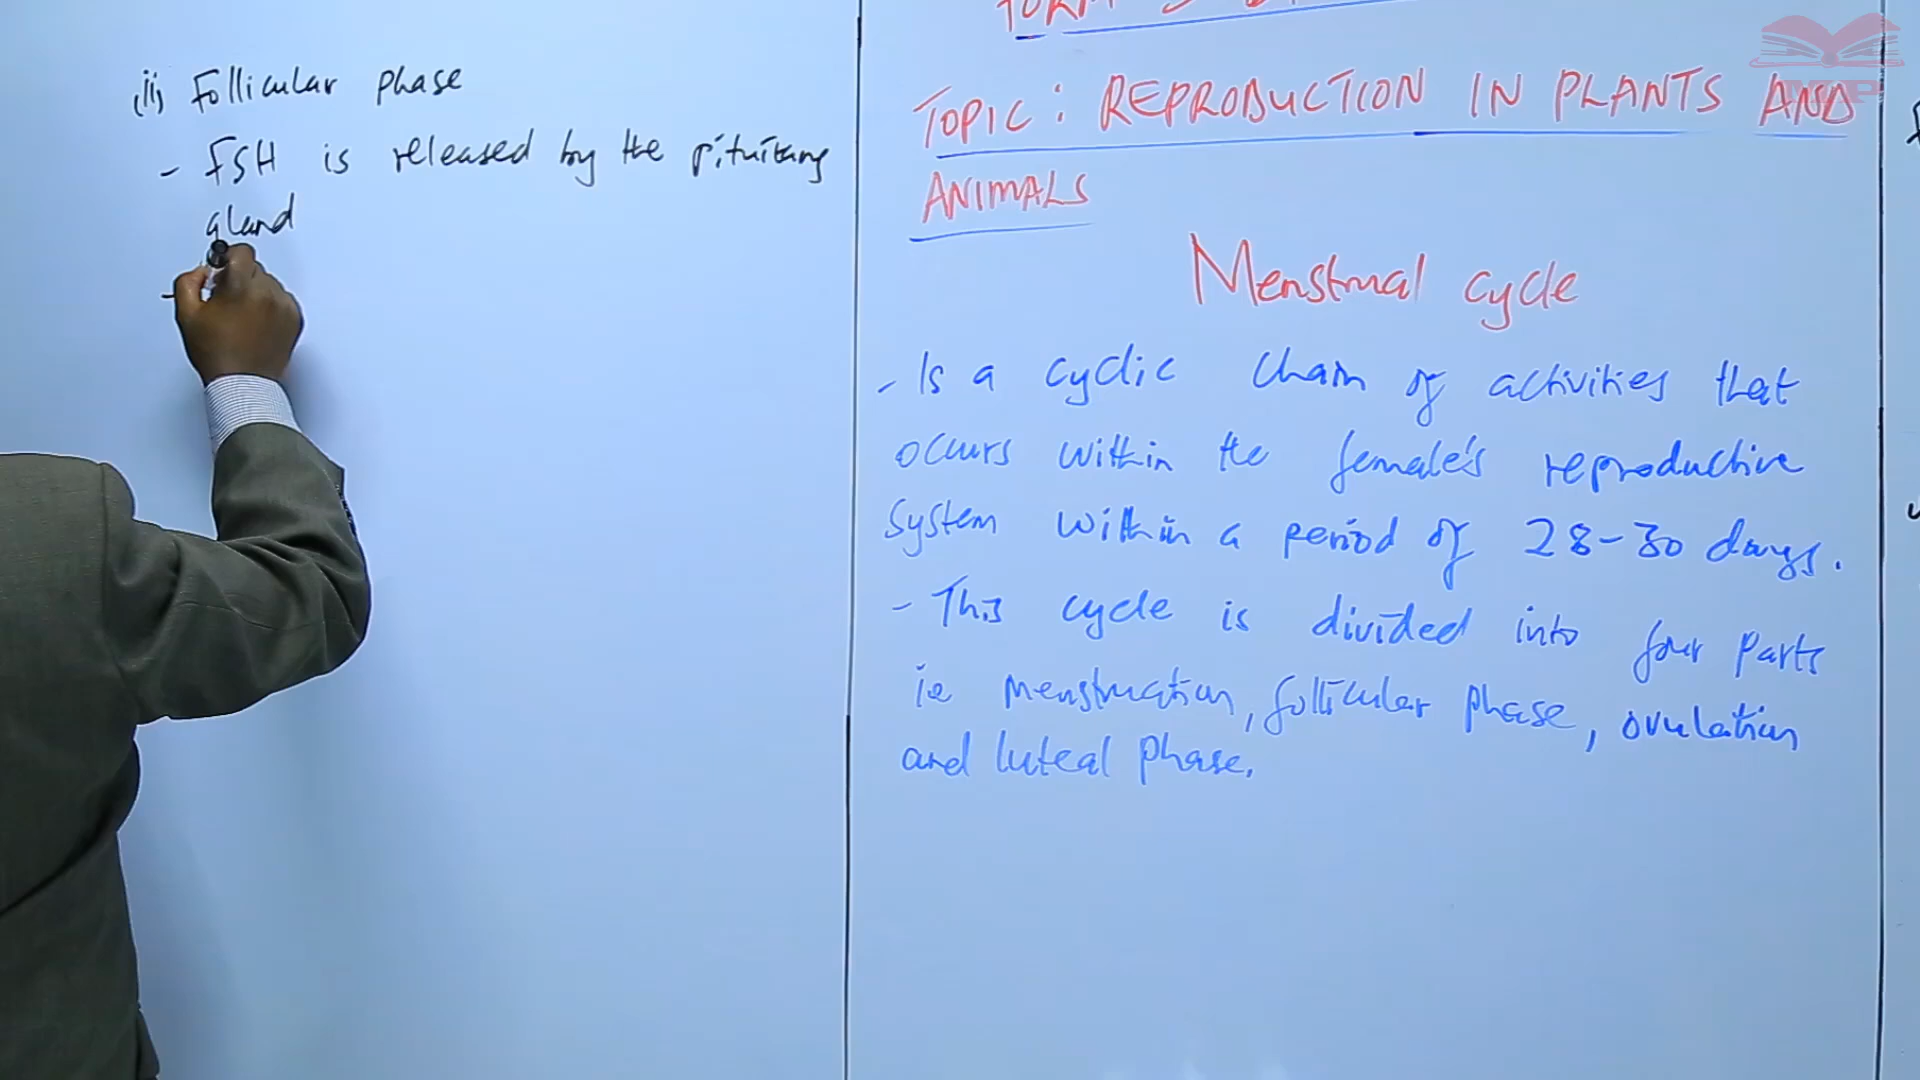 (ii) Follicular phase
- FSH is released by the pituitary
gland
-
TOPIC: REPRODUCTION IN PLANTS AND
ANIMALS
Menstrual cycle
- Is a cyclic chain of activities that
occurs within the female's reproductive
system within a period of 28-30 days.
- This cycle is divided into four parts
ie menstruation, follicular phase, ovulation
and luteal phase.